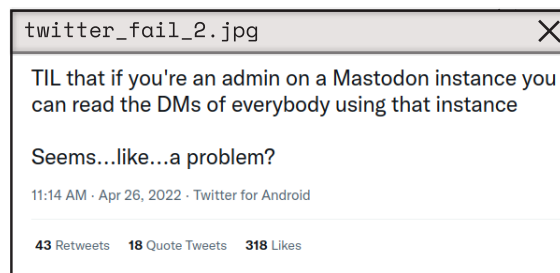 twitter_fail_2.jpg
TIL that if you're an admin on a Mastodon instance you
can read the DMs of everybody using that instance
Seems...like...a problem?
11:14 AM · Apr 26, 2022 · Twitter for Android
43 Retweets 18 Quote Tweets 318 Likes